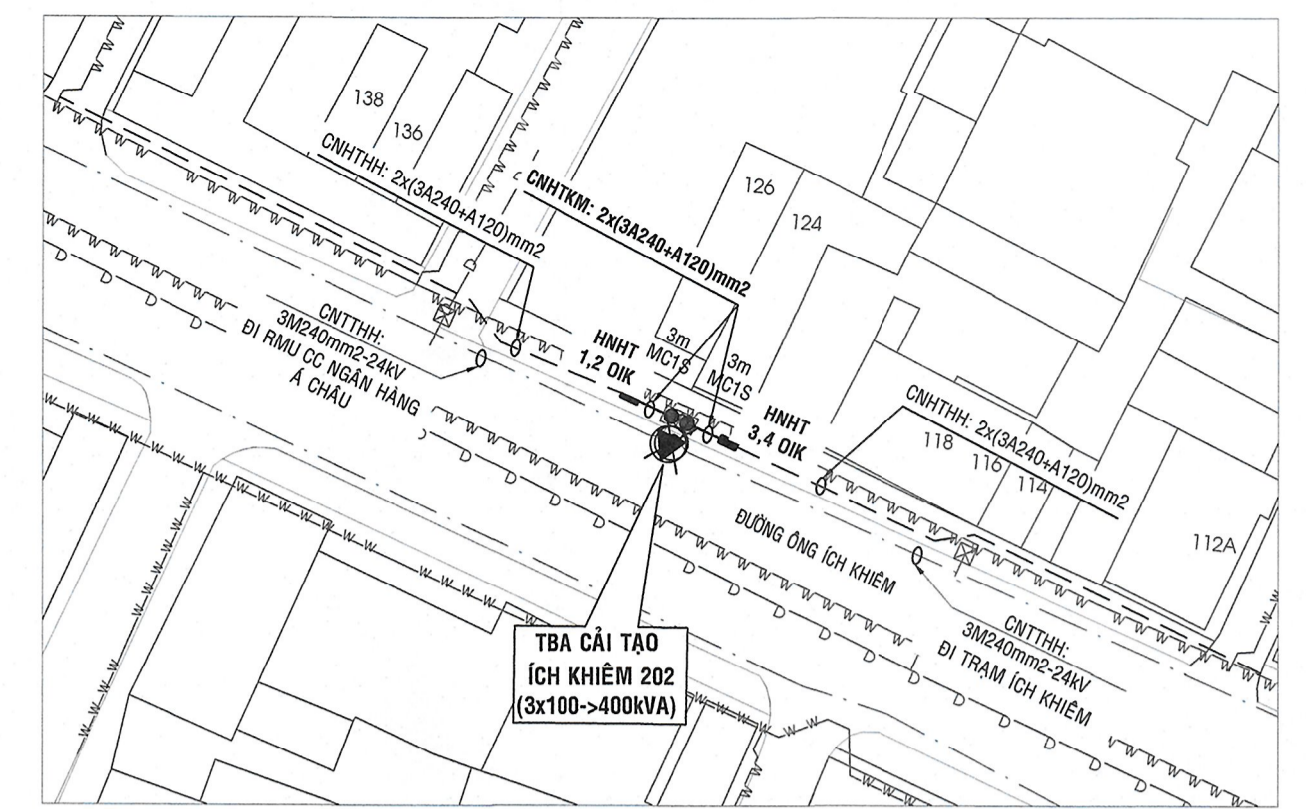 138
136
CNHTHH: 2x(3A240+A120)mm2
CNHTKM: 2x(3A240+A120)mm2
126
124
CNTTHH:
3M240mm2-24kV
ĐI RMU CC NGÂN HÀNG
Á CHÂU
HNHT
1,2 OIK
3m
MC1S
3m
MC1S
HNHT
3,4 OIK
CNHTHH: 2x(3A240+A120)mm2
118
116
114
112A
ĐƯỜNG ÔNG ÍCH KHIÊM
CNTTHH:
3M240mm2-24kV
ĐI TRẠM ÍCH KHIÊM
TBA CẢI TẠO
ÍCH KHIÊM 202
(3x100->400kVA)